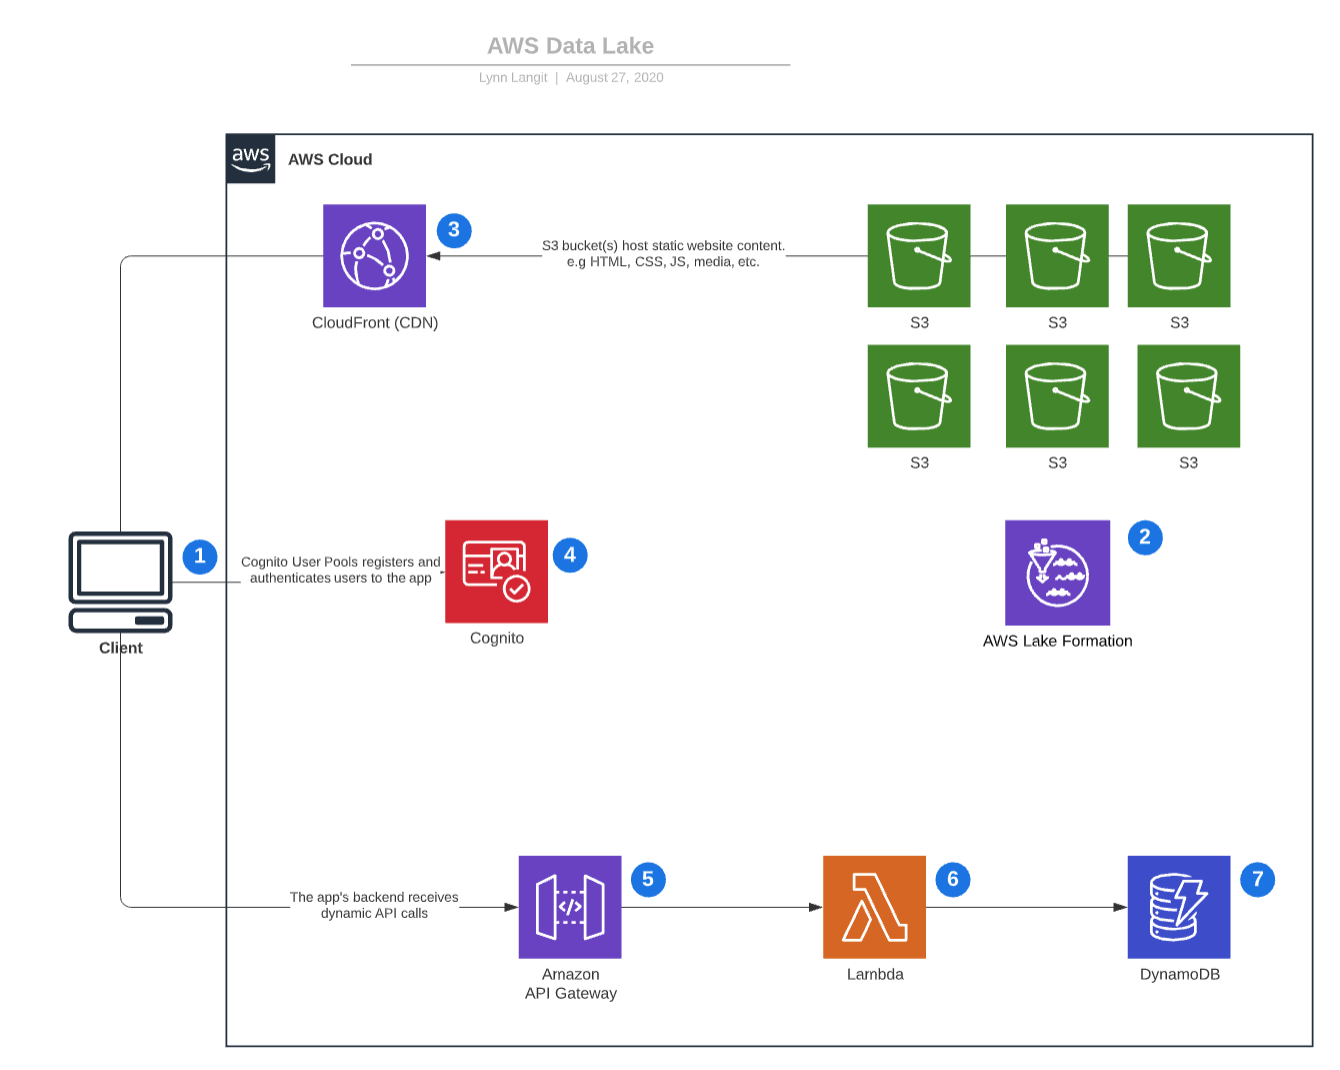 AWS Data Lake
Lynn Langit | August 27, 2020
aws
AWS Cloud
3
S3 bucket(s) host static website content.
e.g HTML, CSS, JS, media, etc.
CloudFront (CDN)
S3
S3
S3
S3
S3
S3
1
Cognito User Pools registers and
authenticates users to the app
4
2
Client
Cognito
AWS Lake Formation
The app's backend receives
dynamic API calls
5
6
7
Amazon
API Gateway
Lambda
DynamoDB